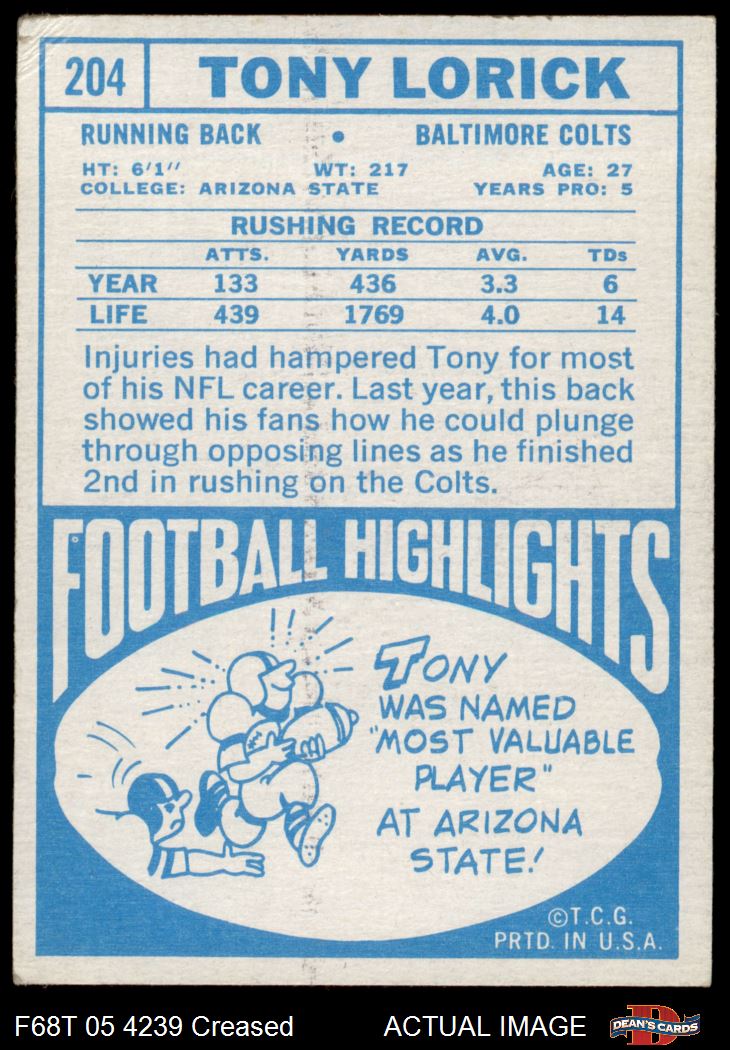 204 TONY LORICK
RUNNING BACK • BALTIMORE COLTS
HT: 6'1" WT: 217 AGE: 27
COLLEGE: ARIZONA STATE YEARS PRO: 5
RUSHING RECORD
ATTS. YARDS AVG. TDs
YEAR 133 436 3.3 6
LIFE 439 1769 4.0 14
Injuries had hampered Tony for most
of his NFL career. Last year, this back
showed his fans how he could plunge
through opposing lines as he finished
2nd in rushing on the Colts.
FOOTBALL HIGHLIGHTS
TONY
WAS NAMED
"MOST VALUABLE
PLAYER"
AT ARIZONA
STATE!
©T.C.G.
PRTD. IN U.S.A.
F68T 05 4239 Creased ACTUAL IMAGE D DEAN'S CARDS